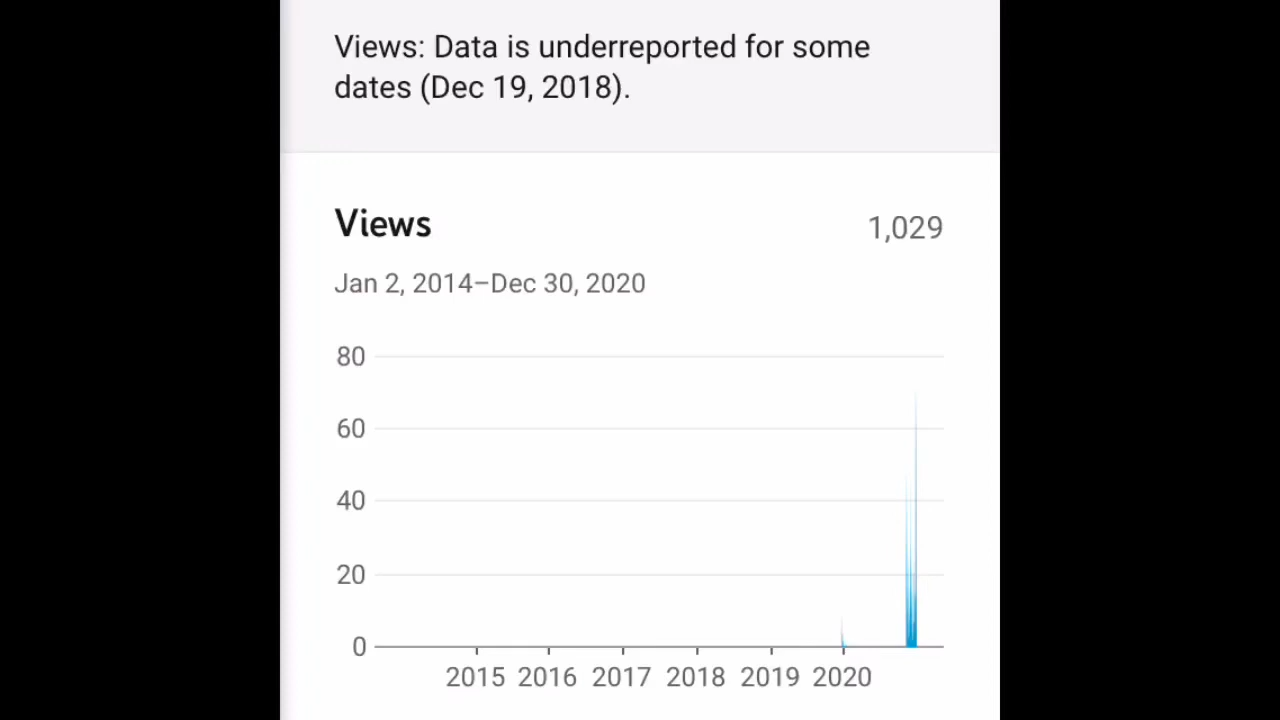 Views: Data is underreported for some
dates (Dec 19, 2018).
Views
1,029
Jan 2, 2014–Dec 30, 2020
80
60
40
20
0
2015 2016 2017 2018 2019 2020